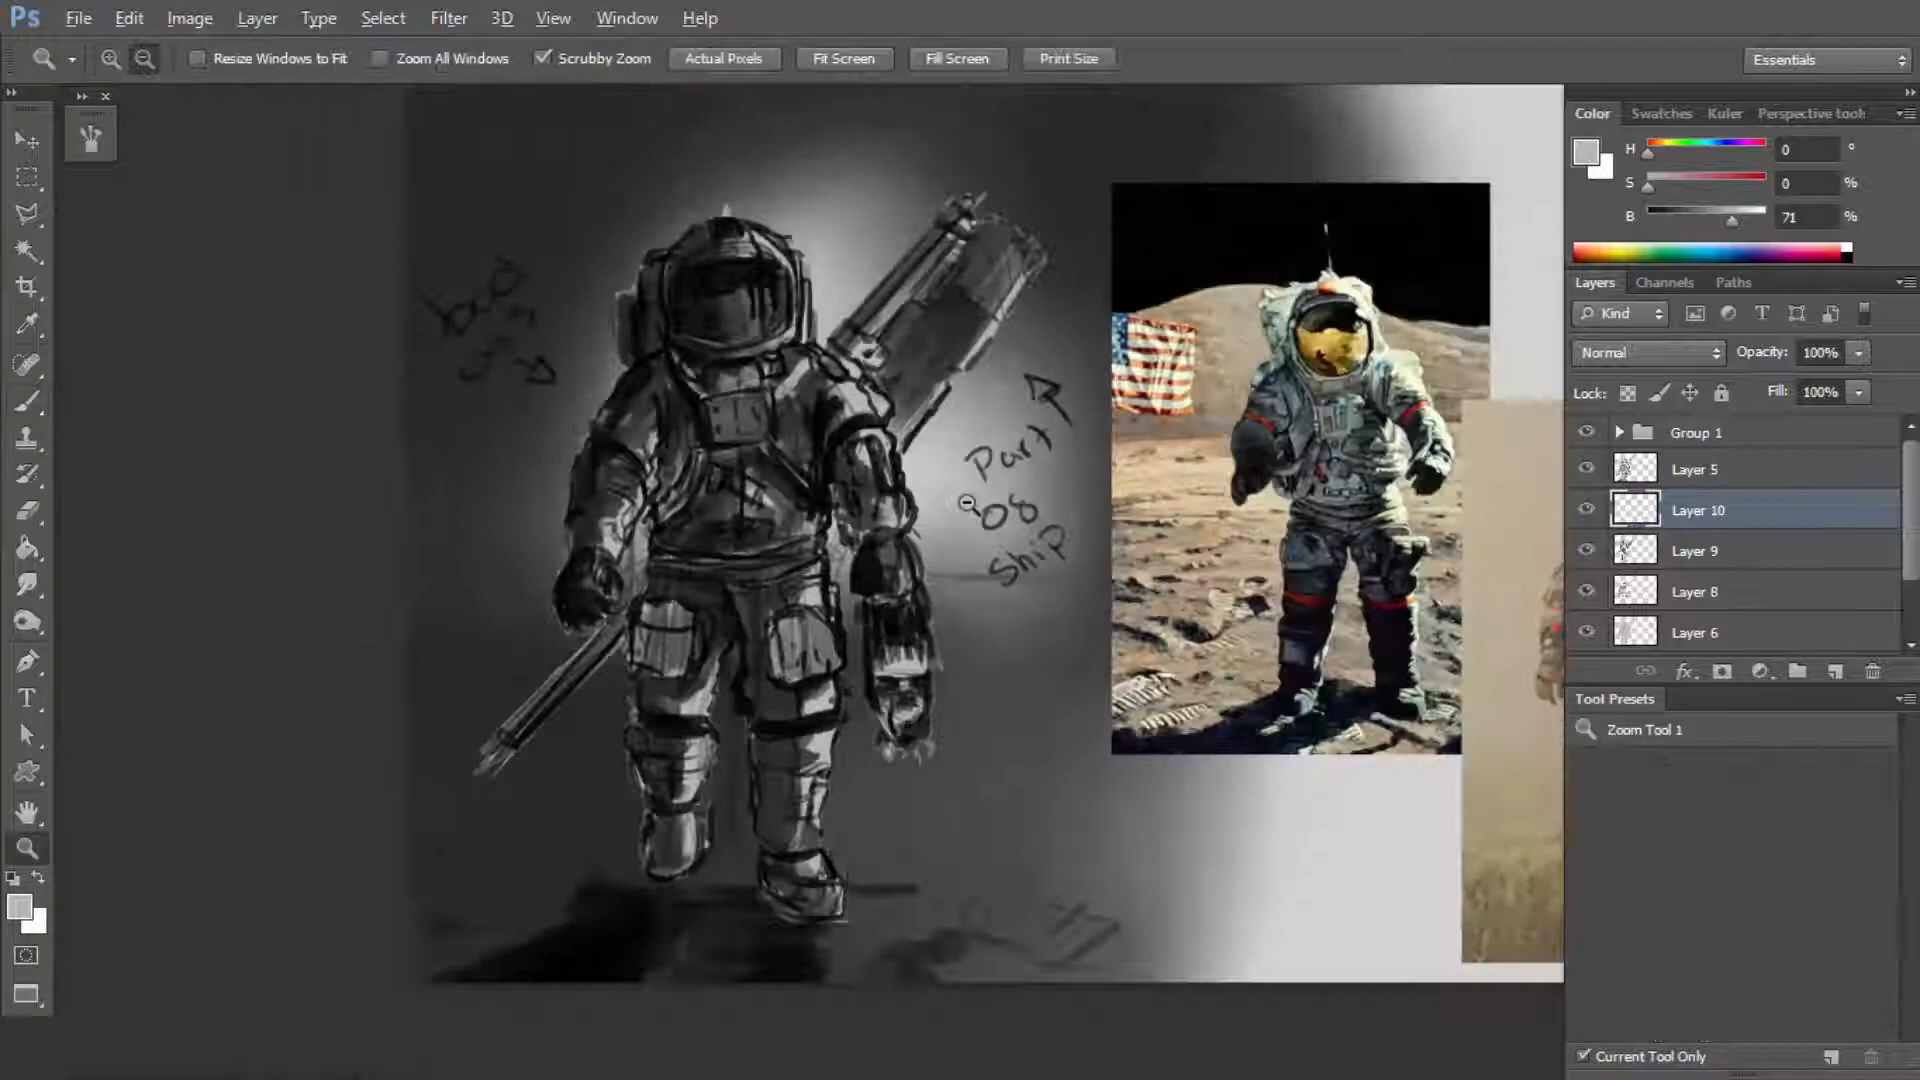 Ps File Edit Image Layer Type Select Filter 3D View Window Help
Resize Windows to Fit Zoom All Windows Scrubby Zoom Actual Pixels Fit Screen Fill Screen Print Size Essentials
Color Swatches Kuler Perspective tools
H 0 °
S 0 %
B 71 %
Layers Channels Paths
Kind
Normal Opacity: 100%
Lock: Fill: 100%
Group 1
Layer 5
Layer 10
Layer 9
Layer 8
Layer 6
Tool Presets
Zoom Tool 1
Current Tool Only
Part
08
Ship